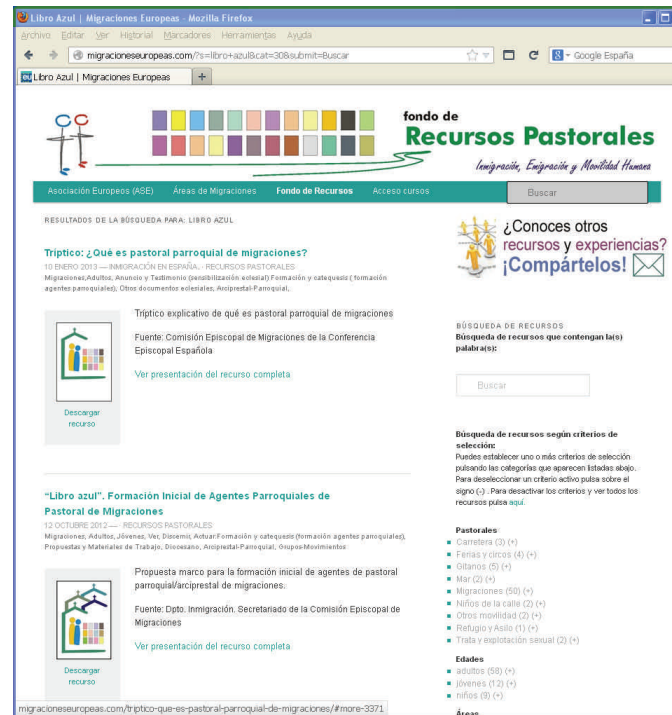 Libro Azul | Migraciones Europeas - Mozilla Firefox
Archivo Editar Ver Historial Marcadores Herramientas Ayuda
migracioneseuropeas.com/?s=libro+azul&cat=30&submit=Buscar
Google España
Libro Azul | Migraciones Europeas
fondo de
Recursos Pastorales
Inmigración, Emigración y Movilidad Humana
Asociación Europeos (ASE) Áreas de Migraciones Fondo de Recursos Acceso cursos Buscar
RESULTADOS DE LA BÚSQUEDA PARA: LIBRO AZUL
Tríptico: ¿Qué es pastoral parroquial de migraciones?
10 ENERO 2013 — INMIGRACIÓN EN ESPAÑA, - RECURSOS PASTORALES
Migraciones,Adultos, Anuncio y Testimonio (sensibilización eclesial) Formación y catequesis ( formación
agentes parroquiales), Otros documentos eclesiales, Arciprestal-Parroquial,
Tríptico explicativo de qué es pastoral parroquial de migraciones
Fuente: Comisión Episcopal de Migraciones de la Conferencia
Episcopal Española
Ver presentación del recurso completa
Descargar
recurso
“Libro azul”. Formación Inicial de Agentes Parroquiales de
Pastoral de Migraciones
12 OCTUBRE 2012 — - RECURSOS PASTORALES
Migraciones, Adultos, Jóvenes, Ver, Discernir, Actuar.Formación y catequesis (formación agentes parroquiales),
Propuestas y Materiales de Trabajo, Diocesano, Arciprestal-Parroquial, Grupos-Movimientos
Propuesta marco para la formación inicial de agentes de pastoral
parroquial/arciprestal de migraciones.
Fuente: Dpto. Inmigración. Secretariado de la Comisión Episcopal de
Migraciones
Ver presentación del recurso completa
Descargar
recurso
¿Conoces otros
recursos y experiencias?
¡Compártelos!
BÚSQUEDA DE RECURSOS
Búsqueda de recursos que contengan la(s)
palabra(s):
Buscar
Búsqueda de recursos según criterios de
selección:
Puedes establecer uno o más criterios de selección
pulsando las categorías que aparecen listadas abajo.
Para deseleccionar un criterio activo pulsa sobre el
signo (-) . Para desactivar los criterios y ver todos los
recursos pulsa aquí.
Pastorales
Carretera (3) (+)
Ferias y circos (4) (+)
Gitanos (5) (+)
Mar (2) (+)
Migraciones (50) (+)
Niños de la calle (2) (+)
Otros movilidad (2) (+)
Refugio y Asilo (1) (+)
Trata y explotación sexual (2) (+)
Edades
adultos (58) (+)
jóvenes (12) (+)
niños (9) (+)
Áreas
migracioneseuropeas.com/triptico-que-es-pastoral-parroquial-de-migraciones/#more-3371